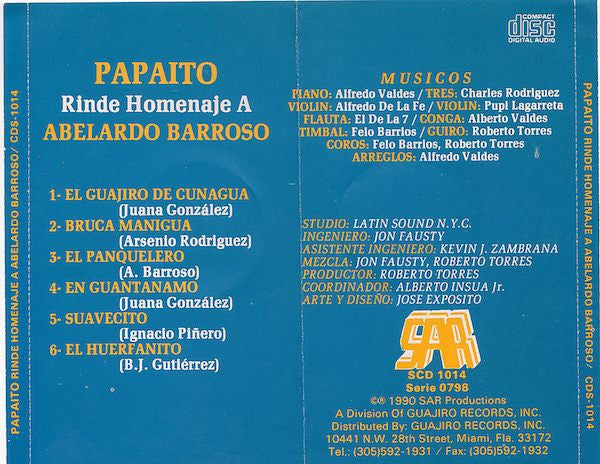 PAPAITO RINDE HOMENAJE A ABELARDO BARROSO/ CDS-1014
PAPAITO
Rinde Homenaje A
ABELARDO BARROSO
1- EL GUAJIRO DE CUNAGUA
(Juana González)
2- BRUCA MANIGUA
(Arsenio Rodriguez)
3- EL PANQUELERO
(A. Barroso)
4- EN GUANTANAMO
(Juana González)
5- SUAVECITO
(Ignacio Piñero)
6- EL HUERFANITO
(B.J. Gutiérrez)
COMPACT
disc
DIGITAL AUDIO
MUSICOS
PIANO: Alfredo Valdes / TRES: Charles Rodriguez
VIOLIN: Alfredo De La Fe / VIOLIN: Pupi Lagarreta
FLAUTA: El De La 7 / CONGA: Alberto Valdes
TIMBAL: Felo Barrios / GUIRO: Roberto Torres
COROS: Felo Barrios, Roberto Torres
ARREGLOS: Alfredo Valdes
STUDIO: LATIN SOUND N.Y.C.
INGENIERO: JON FAUSTY
ASISTENTE INGENIERO: KEVIN J. ZAMBRANA
MEZCLA: JON FAUSTY, ROBERTO TORRES
PRODUCTOR: ROBERTO TORRES
COORDINADOR: ALBERTO INSUA Jr.
ARTE Y DISEÑO: JOSE EXPOSITO
SAR
SCD 1014
Serie 0798
©℗ 1990 SAR Productions
A Division Of GUAJIRO RECORDS, INC.
Distributed By: GUAJIRO RECORDS, INC.
10441 N.W. 28th Street, Miami, Fla. 33172
Tel.: (305)592-1931 / Fax: (305)592-1932
PAPAITO RINDE HOMENAJE A ABELARDO BARROSO/ CDS-1014